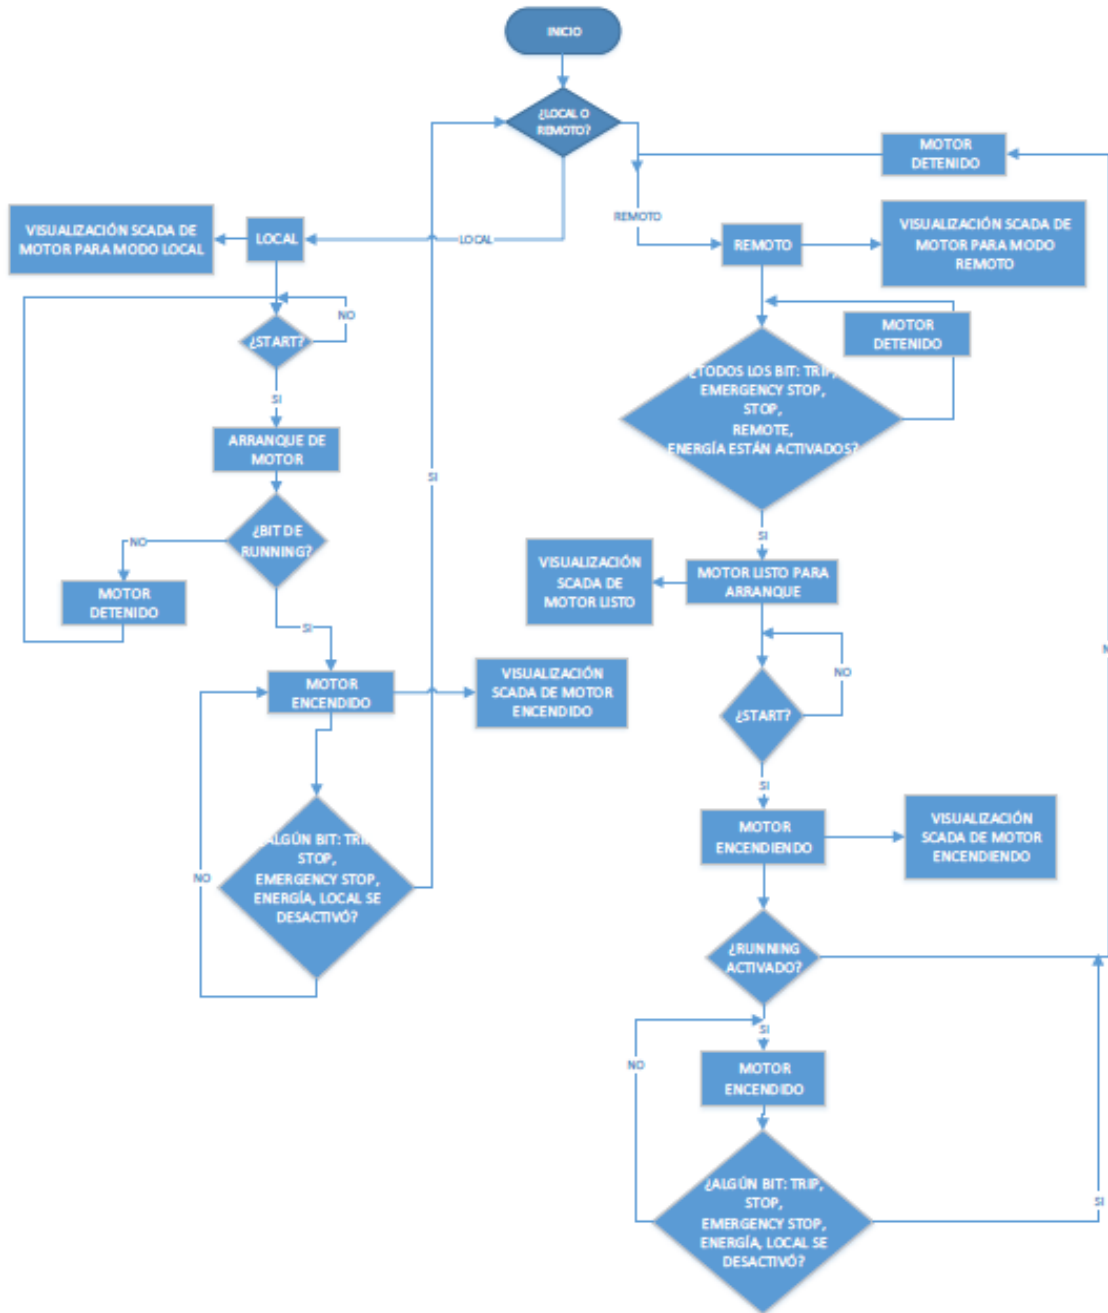 INICIO
¿LOCAL O
REMOTO?
MOTOR
DETENIDO
REMOTO
LOCAL
VISUALIZACIÓN SCADA DE
MOTOR PARA MODO LOCAL
LOCAL
REMOTO
VISUALIZACIÓN SCADA DE
MOTOR PARA MODO
REMOTO
NO
¿START?
MOTOR
DETENIDO
SI
¿TODOS LOS BIT: TRIP,
EMERGENCY STOP,
STOP,
REMOTE,
ENERGÍA ESTÁN ACTIVADOS?
ARRANQUE DE
MOTOR
SI
¿BIT DE
RUNNING?
NO
MOTOR
DETENIDO
SI
SI
VISUALIZACIÓN
SCADA DE
MOTOR LISTO
MOTOR LISTO PARA
ARRANQUE
MOTOR
ENCENDIDO
VISUALIZACIÓN
SCADA DE MOTOR
ENCENDIDO
NO
¿START?
SI
MOTOR
ENCENDIENDO
VISUALIZACIÓN
SCADA DE MOTOR
ENCENDIENDO
ALGÚN BIT: TRIP
STOP,
EMERGENCY STOP,
ENERGÍA, LOCAL SE
DESACTIVÓ?
NO
¿RUNNING
ACTIVADO?
SI
NO
MOTOR
ENCENDIDO
¿ALGÚN BIT: TRIP,
STOP,
EMERGENCY STOP,
ENERGÍA, LOCAL SE
DESACTIVÓ?
SI